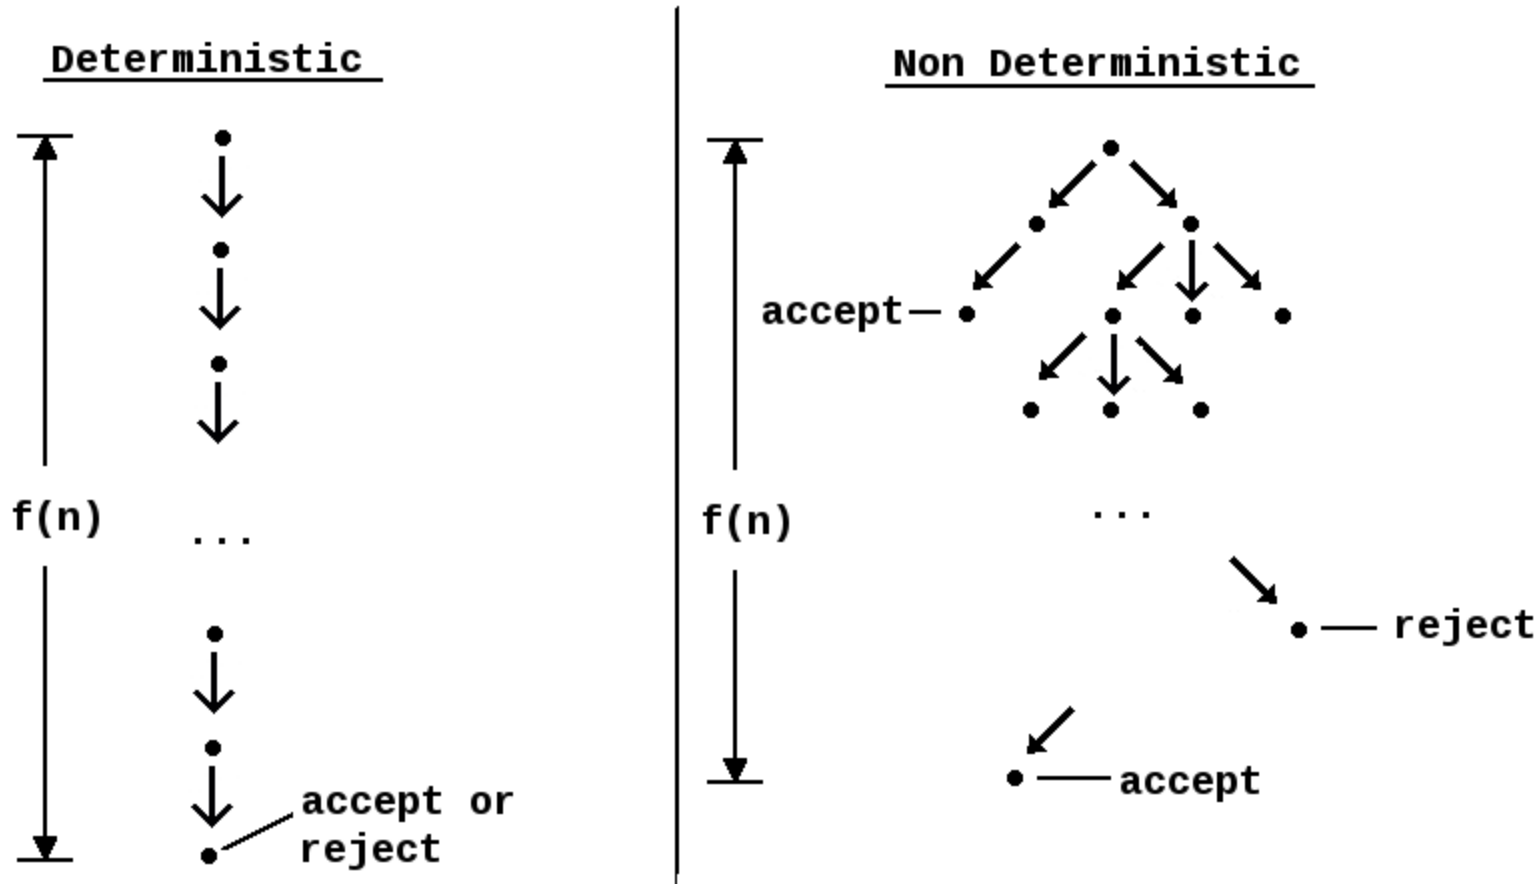 Deterministic
f(n)
...
accept or
reject
Non Deterministic
accept
f(n)
...
reject
accept